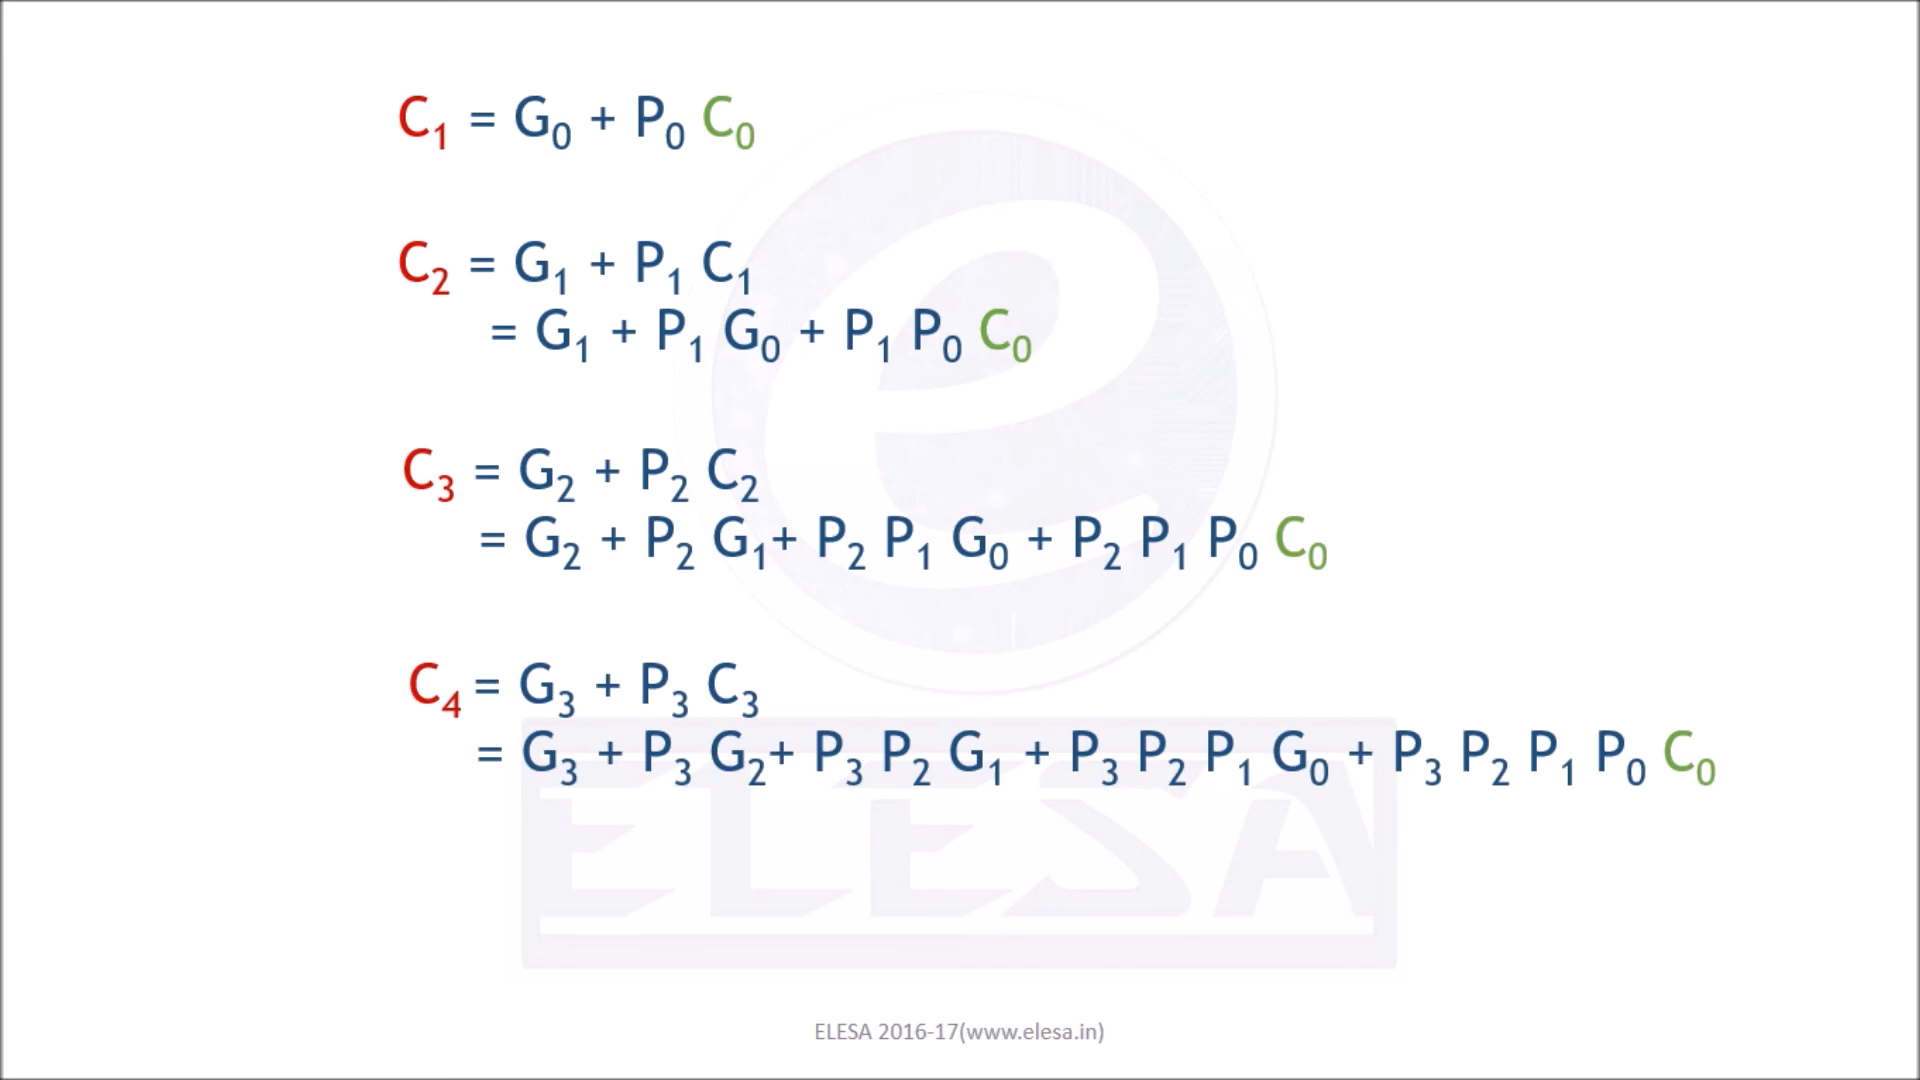 C₁ = G₀ + P₀ C₀
C₂ = G₁ + P₁ C₁
= G₁ + P₁ G₀ + P₁ P₀ C₀
C₃ = G₂ + P₂ C₂
= G₂ + P₂ G₁+ P₂ P₁ G₀ + P₂ P₁ P₀ C₀
C₄ = G₃ + P₃ C₃
= G₃ + P₃ G₂+ P₃ P₂ G₁ + P₃ P₂ P₁ G₀ + P₃ P₂ P₁ P₀ C₀
ELESA
ELESA 2016-17(www.elesa.in)